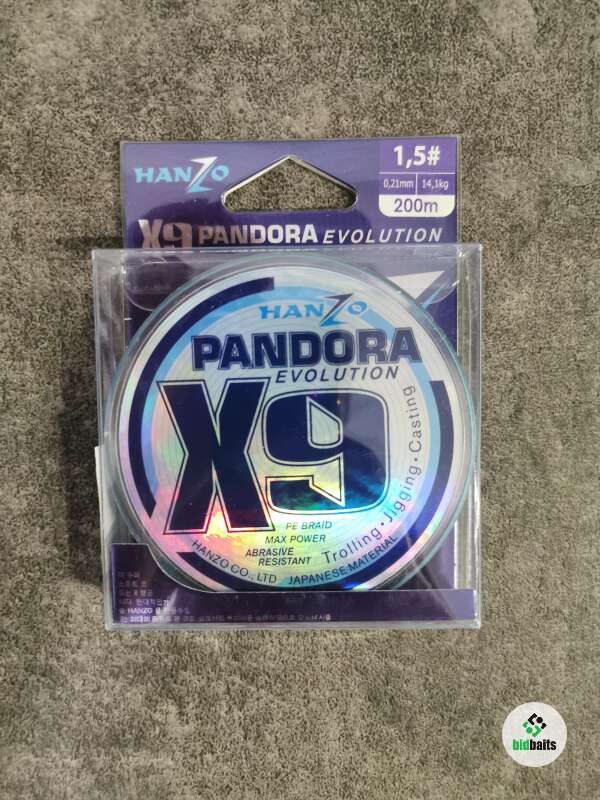 HANZO
1,5#
0,21mm 14,1kg
200m
X9 PANDORA EVOLUTION
HANZO
PANDORA
EVOLUTION
X9
PE BRAID
MAX POWER
ABRASIVE
RESISTANT
Trolling · Jigging · Casting
HANZO CO., LTD JAPANESE MATERIAL
HANZO
bidbaits